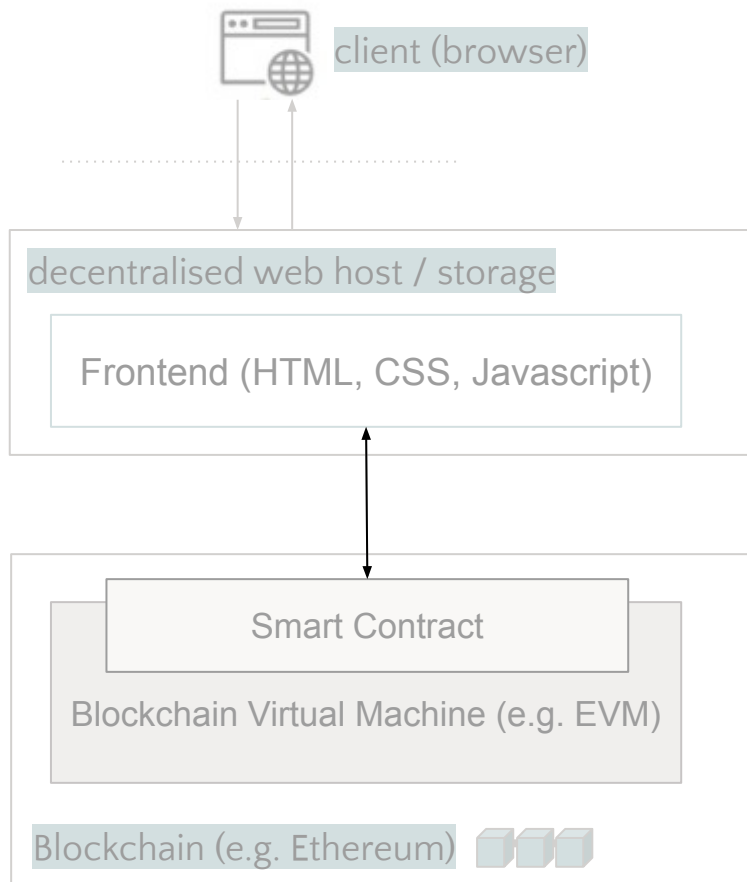 client (browser)
decentralised web host / storage
Frontend (HTML, CSS, Javascript)
Smart Contract
Blockchain Virtual Machine (e.g. EVM)
Blockchain (e.g. Ethereum)